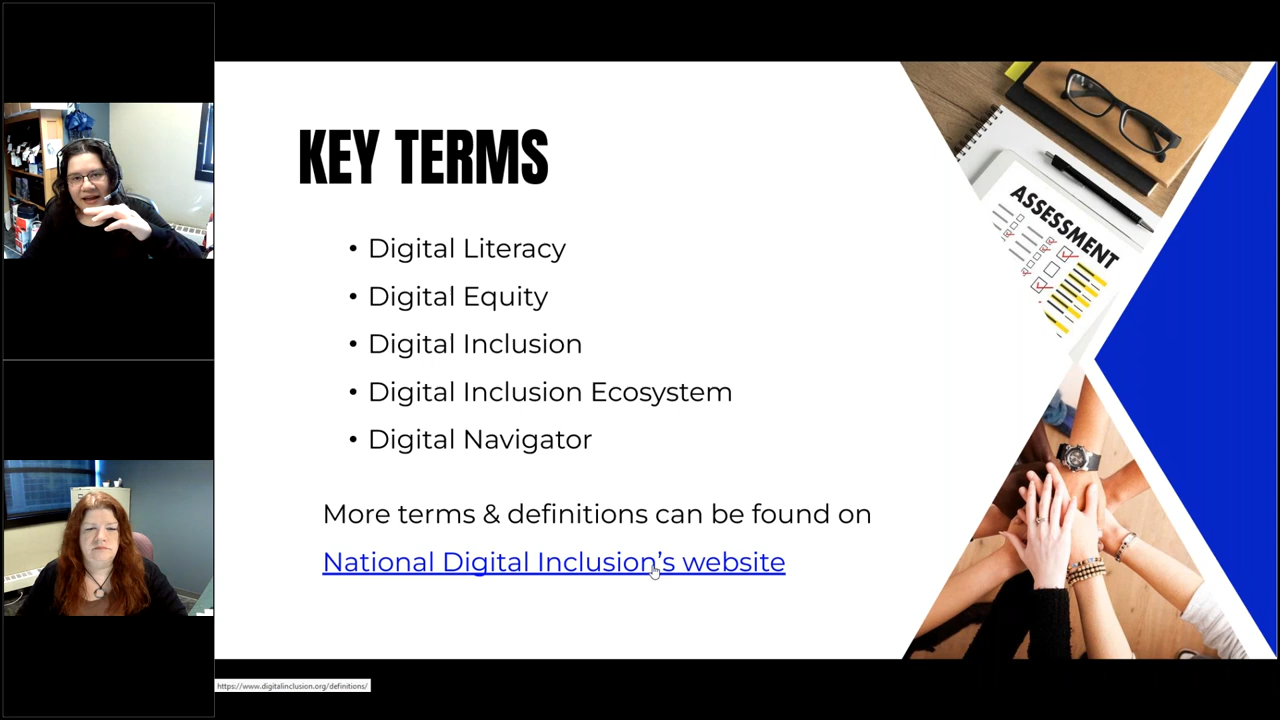 KEY TERMS
• Digital Literacy
• Digital Equity
• Digital Inclusion
• Digital Inclusion Ecosystem
• Digital Navigator
More terms & definitions can be found on
National Digital Inclusion’s website
ASSESSMENT
https://www.digitalinclusion.org/definitions/